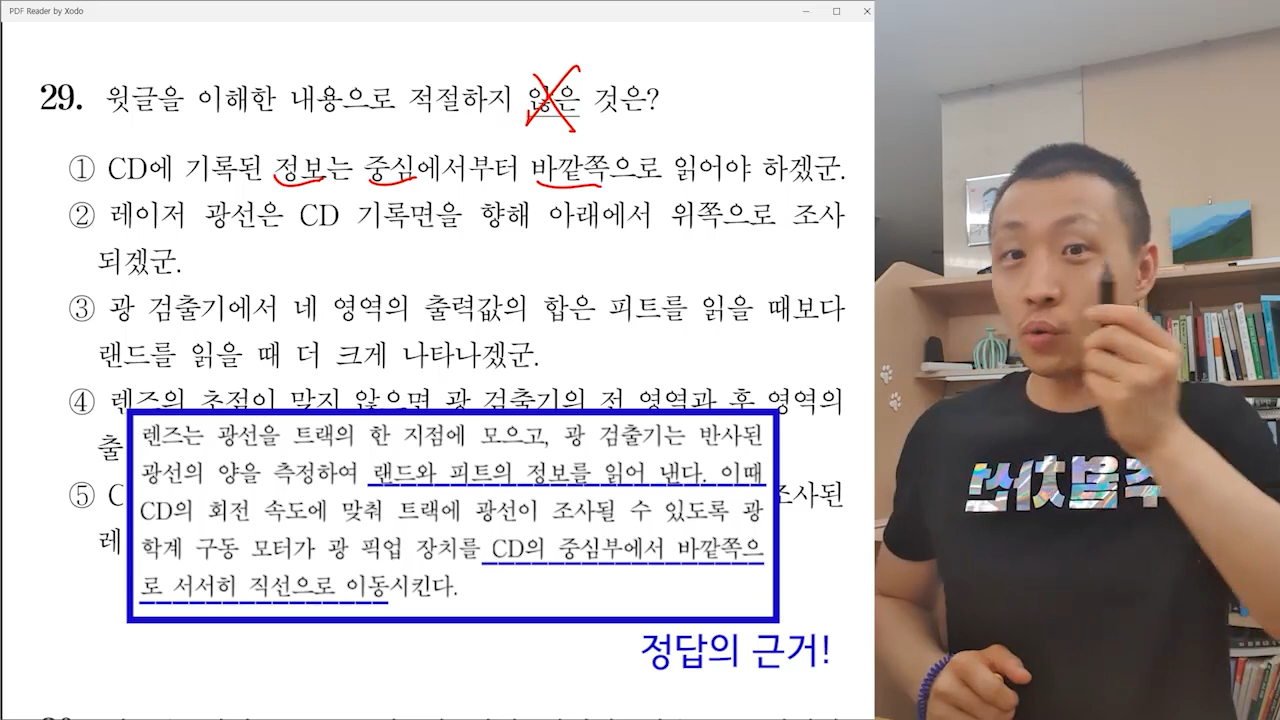 PDF Reader by Xodo
29. 윗글을 이해한 내용으로 적절하지 않은 것은?
① CD에 기록된 정보는 중심에서부터 바깥쪽으로 읽어야 하겠군.
② 레이저 광선은 CD 기록면을 향해 아래에서 위쪽으로 조사
되겠군.
③ 광 검출기에서 네 영역의 출력값의 합은 피트를 읽을 때보다
랜드를 읽을 때 더 크게 나타나겠군.
④ 렌즈의 초점이 맞지 않으면 광 검출기의 전 영역과 후 영역의
출
렌즈는 광선을 트랙의 한 지점에 모으고, 광 검출기는 반사된
광선의 양을 측정하여 랜드와 피트의 정보를 읽어 낸다. 이때
CD의 회전 속도에 맞춰 트랙에 광선이 조사될 수 있도록 광
학계 구동 모터가 광 픽업 장치를 CD의 중심부에서 바깥쪽으
로 서서히 직선으로 이동시킨다.
⑤ C 조사된
레
정답의 근거!